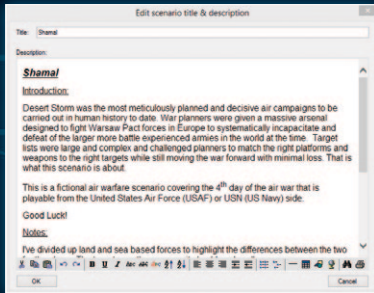 Edit scenario title & description
Title: Shamal
Description:
Shamal
Introduction:
Desert Storm was the most meticulously planned and decisive air campaigns to be
carried out in human history to date. War planners were given a massive arsenal
designed to fight Warsaw Pact forces in Europe to systematically incapacitate and
defeat of the larger more battle experienced armies in the world at the time. Target
lists were large and complex and challenged planners to match the right platforms and
weapons to the right targets while still moving the war forward with minimal loss. That is
what this scenario is about.
This is a fictional air warfare scenario covering the 4th day of the air war that is
playable from the United States Air Force (USAF) or USN (US Navy) side.
Good Luck!
Notes:
I've divided up land and sea based forces to highlight the differences between the two
B U I Abc ABC Abc
OK Cancel